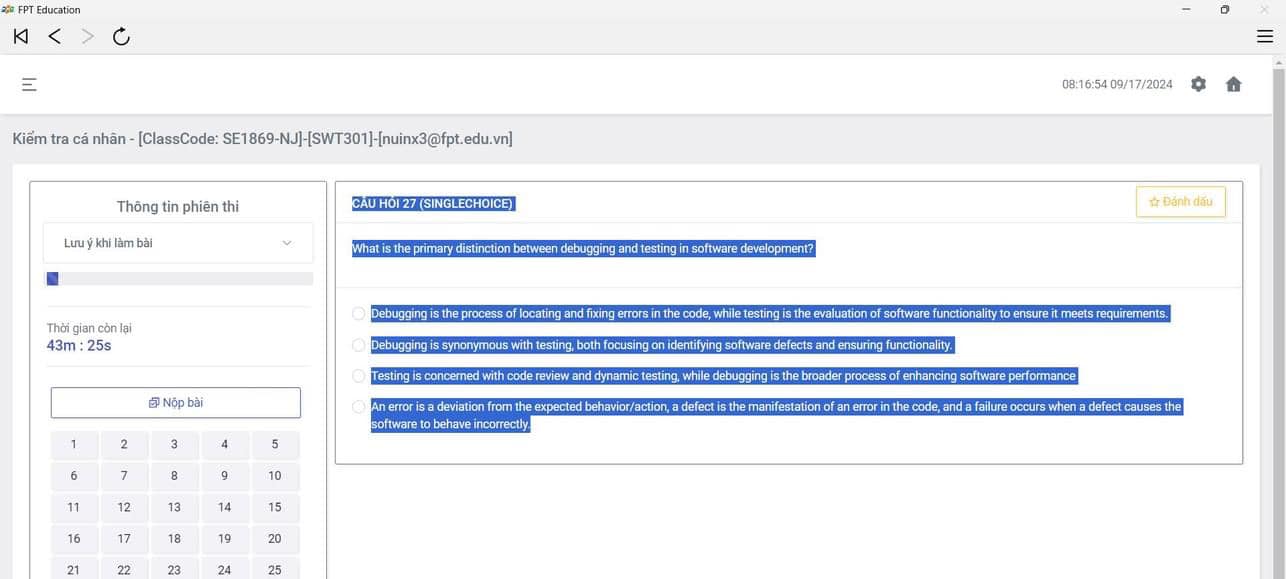 FPT Education
08:16:54 09/17/2024
Kiểm tra cá nhân - [ClassCode: SE1869-NJ]-[SWT301]-[nuinx3@fpt.edu.vn]
Thông tin phiên thi
Lưu ý khi làm bài
Thời gian còn lại
43m : 25s
Nộp bài
1 2 3 4 5
6 7 8 9 10
11 12 13 14 15
16 17 18 19 20
21 22 23 24 25
CÂU HỎI 27 (SINGLECHOICE)
Đánh dấu
What is the primary distinction between debugging and testing in software development?
Debugging is the process of locating and fixing errors in the code, while testing is the evaluation of software functionality to ensure it meets requirements.
Debugging is synonymous with testing, both focusing on identifying software defects and ensuring functionality.
Testing is concerned with code review and dynamic testing, while debugging is the broader process of enhancing software performance
An error is a deviation from the expected behavior/action, a defect is the manifestation of an error in the code, and a failure occurs when a defect causes the
software to behave incorrectly.